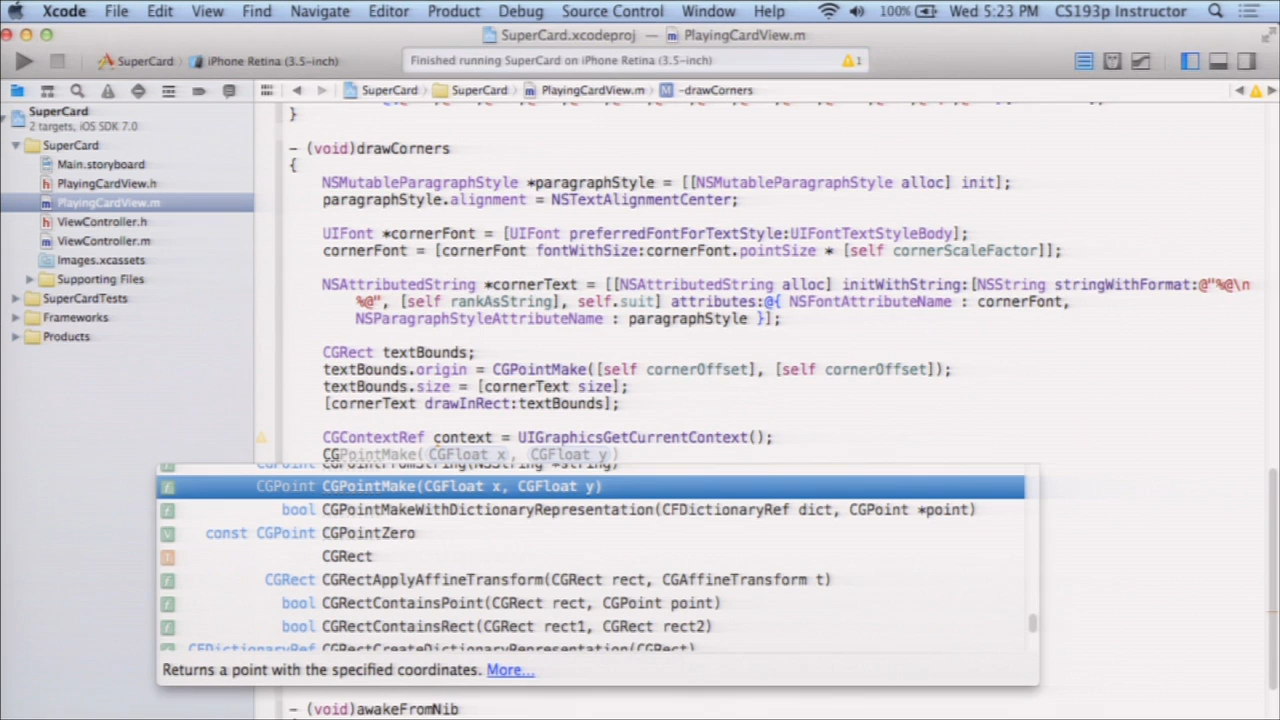 Xcode File Edit View Find Navigate Editor Product Debug Source Control Window Help 100% Wed 5:23 PM CS193p Instructor
SuperCard.xcodeproj — PlayingCardView.m
SuperCard iPhone Retina (3.5-inch) Finished running SuperCard on iPhone Retina (3.5-inch) 1
SuperCard SuperCard PlayingCardView.m -drawCorners
SuperCard
2 targets, iOS SDK 7.0
SuperCard
Main.storyboard
PlayingCardView.h
PlayingCardView.m
ViewController.h
ViewController.m
Images.xcassets
Supporting Files
SuperCardTests
Frameworks
Products
}
- (void)drawCorners
{
NSMutableParagraphStyle *paragraphStyle = [[NSMutableParagraphStyle alloc] init];
paragraphStyle.alignment = NSTextAlignmentCenter;
UIFont *cornerFont = [UIFont preferredFontForTextStyle:UIFontTextStyleBody];
cornerFont = [cornerFont fontWithSize:cornerFont.pointSize * [self cornerScaleFactor]];
NSAttributedString *cornerText = [[NSAttributedString alloc] initWithString:[NSString stringWithFormat:@"%@\n
%@", [self rankAsString], self.suit] attributes:@{ NSFontAttributeName : cornerFont,
NSParagraphStyleAttributeName : paragraphStyle }];
CGRect textBounds;
textBounds.origin = CGPointMake([self cornerOffset], [self cornerOffset]);
textBounds.size = [cornerText size];
[cornerText drawInRect:textBounds];
CGContextRef context = UIGraphicsGetCurrentContext();
CGPointMake(CGFloat x, CGFloat y)
CGPoint CGPointFromString(NSString *string)
CGPoint CGPointMake(CGFloat x, CGFloat y)
bool CGPointMakeWithDictionaryRepresentation(CFDictionaryRef dict, CGPoint *point)
const CGPoint CGPointZero
CGRect
CGRect CGRectApplyAffineTransform(CGRect rect, CGAffineTransform t)
bool CGRectContainsPoint(CGRect rect, CGPoint point)
bool CGRectContainsRect(CGRect rect1, CGRect rect2)
CFDictionaryRef CGRectCreateDictionaryRepresentation(CGRect)
Returns a point with the specified coordinates. More...
- (void)awakeFromNib